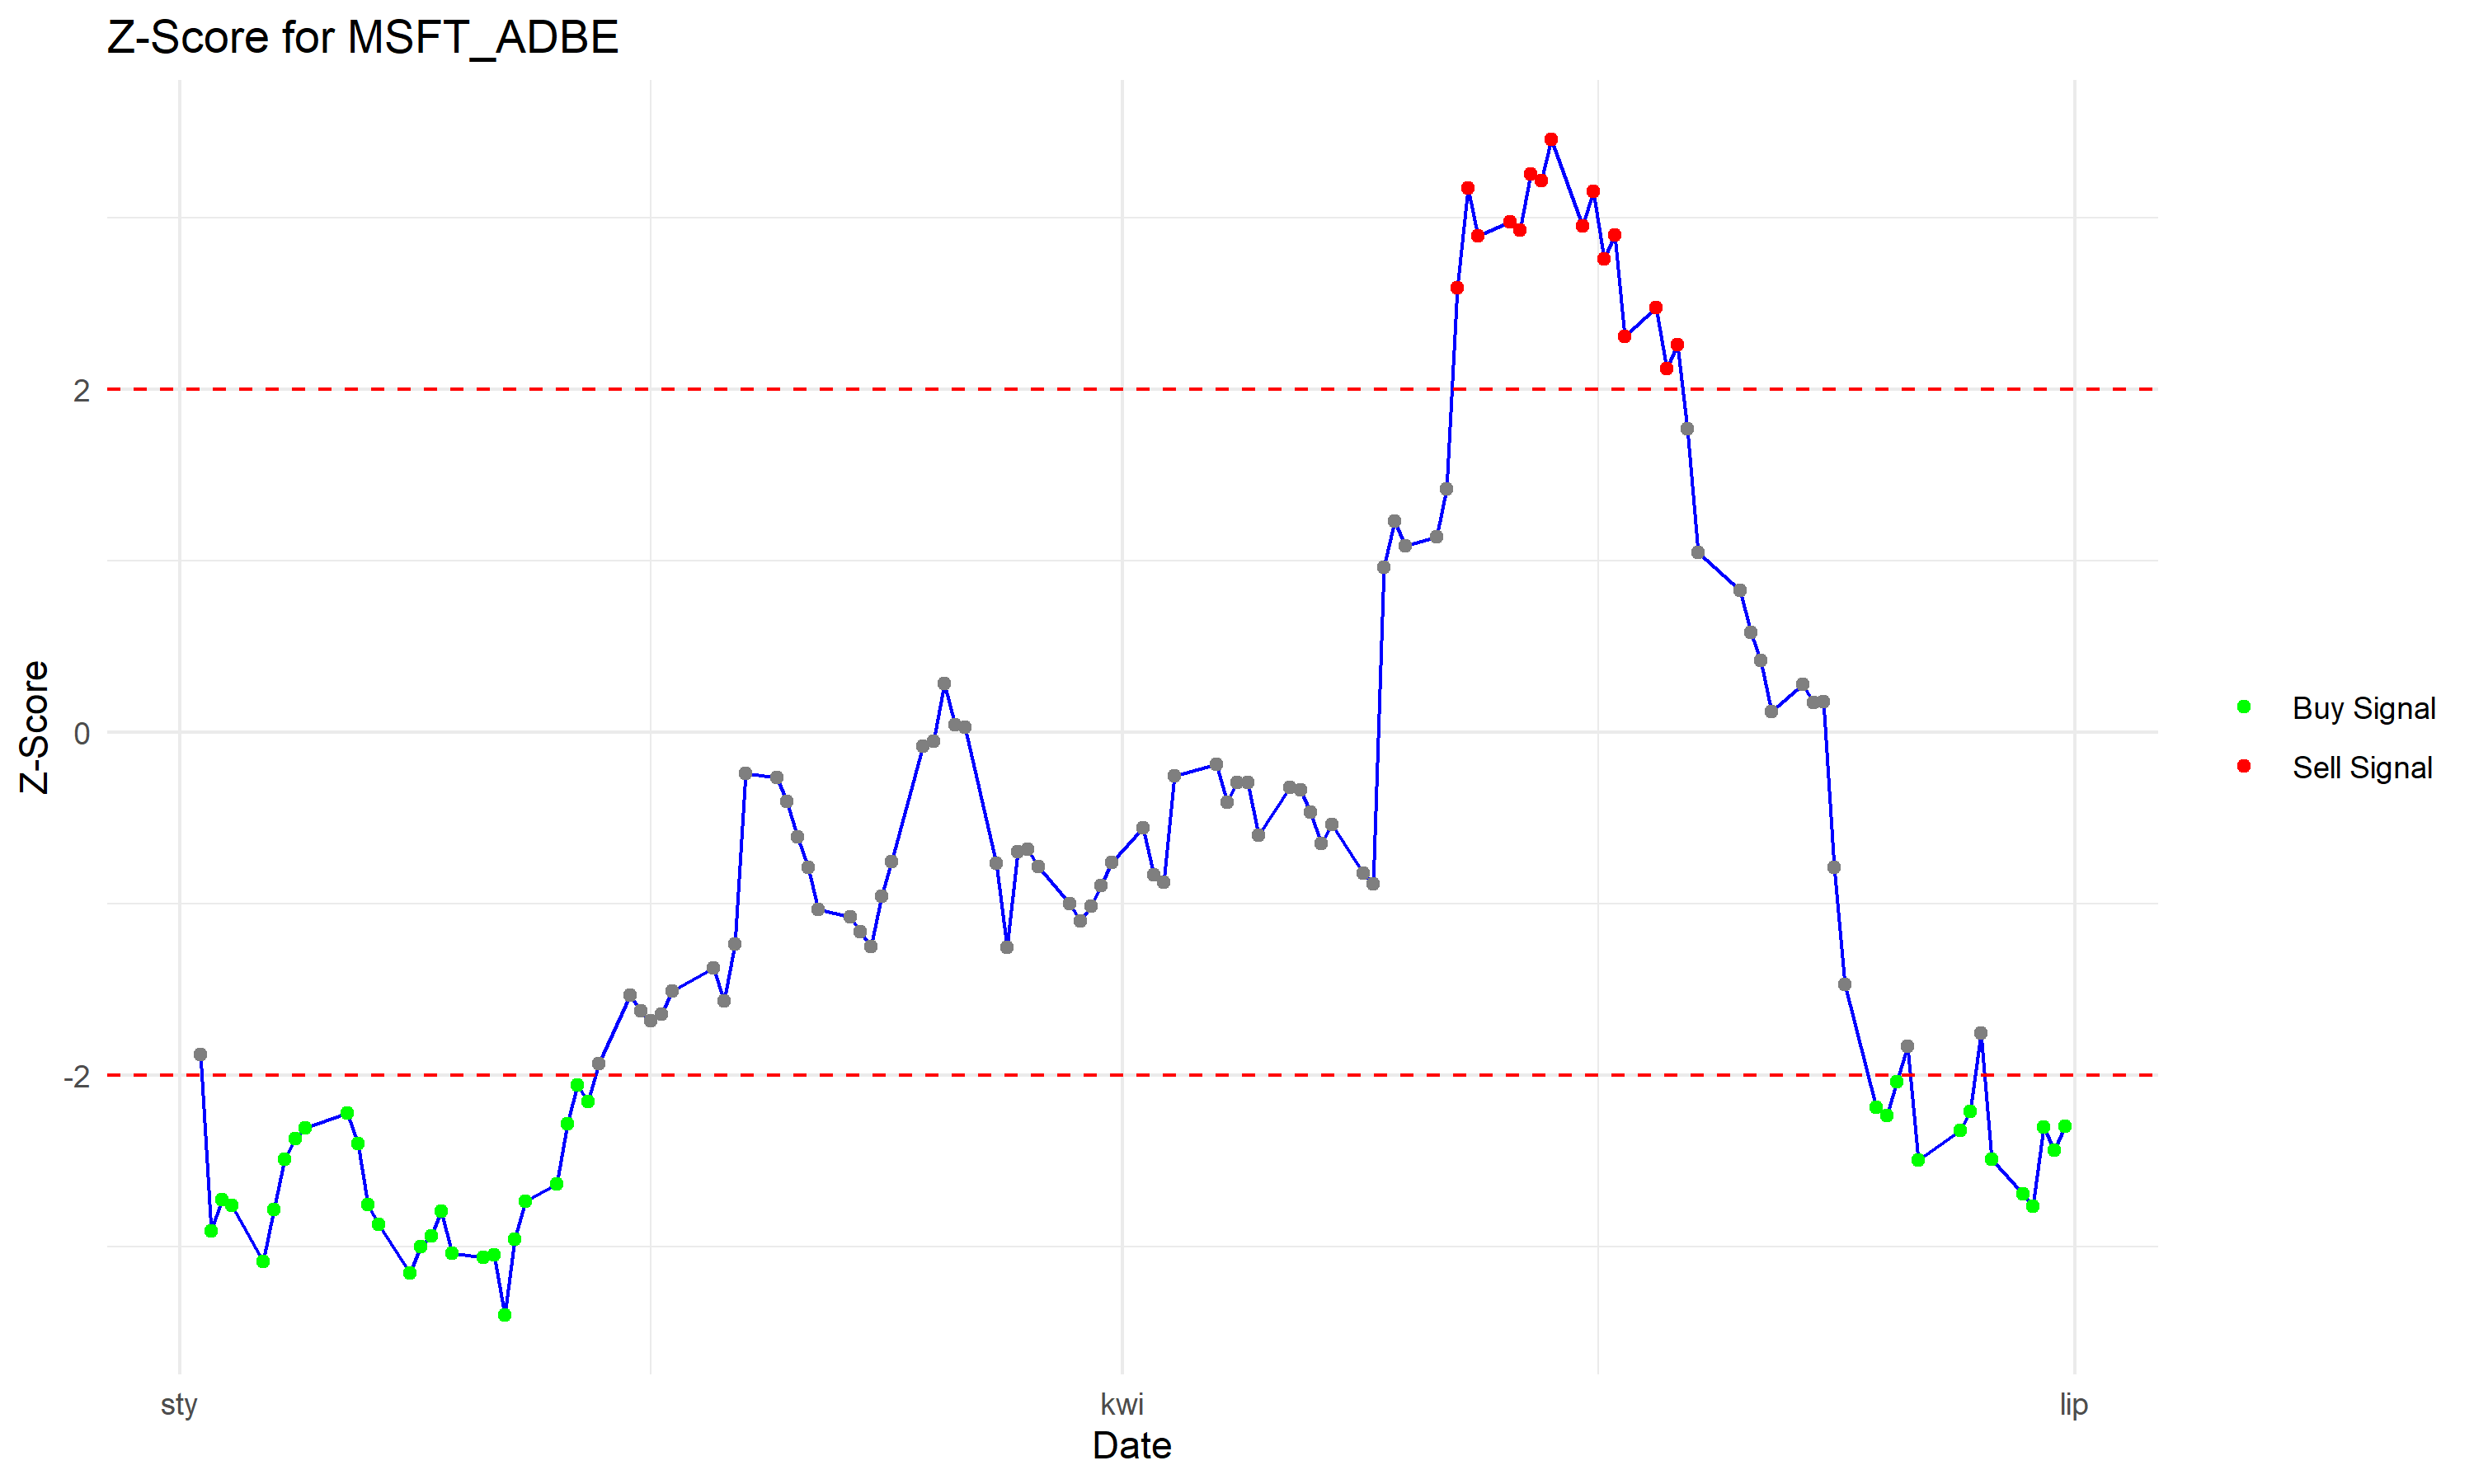 Z-Score for MSFT_ADBE
Z-Score
2
0
-2
sty
kwi
lip
Date
Buy Signal
Sell Signal